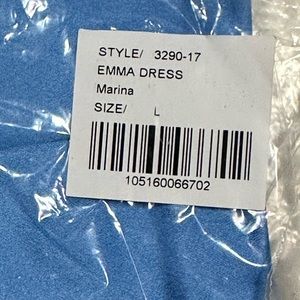 STYLE/ 3290-17
EMMA DRESS
Marina
SIZE/ L
105160066702